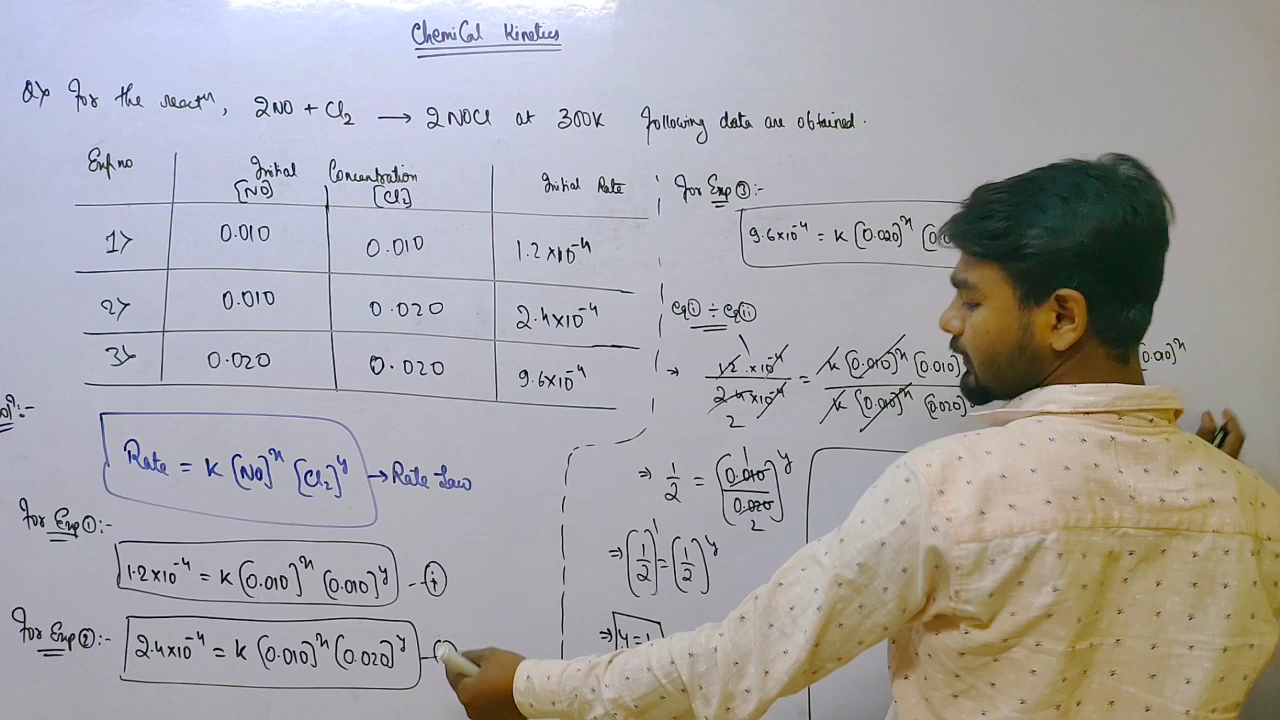 Chemical Kinetics
Q> For the reactn, 2NO + Cl2 → 2NOCl at 300K following data are obtained.
Exp.no Initial Concentration Initial Rate
[NO] [Cl2]
1> 0.010 0.010 1.2×10-4
2> 0.010 0.020 2.4×10-4
3> 0.020 0.020 9.6×10-4
Rate = K [NO]x [Cl2]y → Rate Law
For Exp ①:-
1.2×10-4 = K (0.010)x (0.010)y - (i)
For Exp ②:-
2.4×10-4 = K (0.010)x (0.020)y
For Exp ③:-
9.6×10-4 = K (0.020)x
eq (i) ÷ eq (ii)
→ 1.2×10-4 / 2.4×10-4 = K (0.010)x (0.010) / K (0.010)x (0.020)
2
(0.010)x
⇒ 1/2 = (0.010/0.020)y
1
2
⇒ (1/2)1 = (1/2)y
⇒ y=1